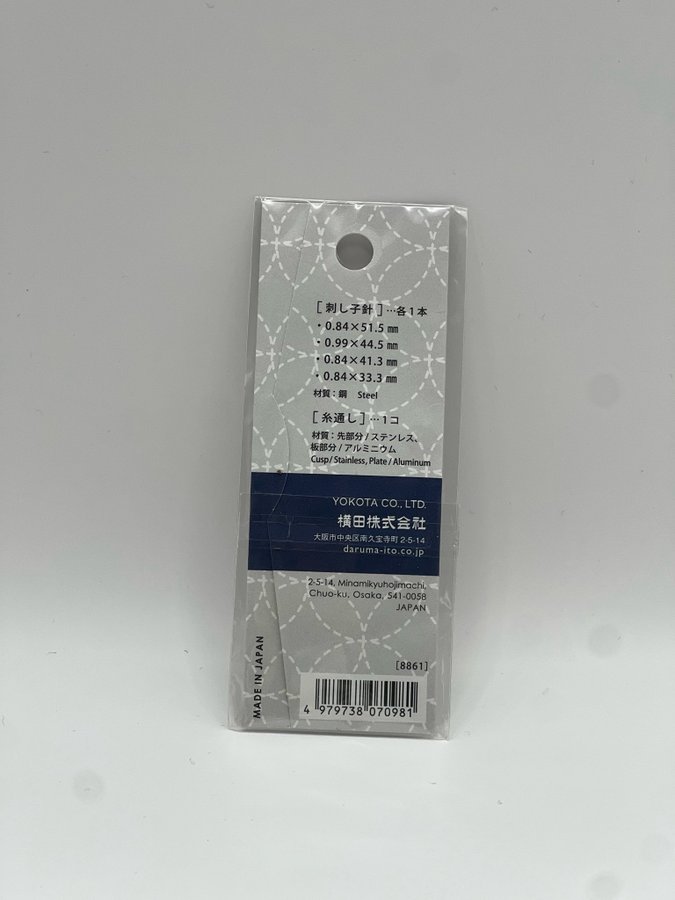 [刺し子針]…各1本
・0.84×51.5㎜
・0.99×44.5㎜
・0.84×41.3㎜
・0.84×33.3㎜
材質：鋼 Steel
[糸通し]…1コ
材質：先部分/ステンレス、
板部分/アルミニウム
Cusp/Stainless, Plate/Aluminum
YOKOTA CO., LTD.
横田株式会社
大阪市中央区南久宝寺町2-5-14
daruma-ito.co.jp
2-5-14, Minamikyuhojimachi,
Chuo-ku, Osaka, 541-0058
JAPAN
MADE IN JAPAN
[8861]
4 979738 070981